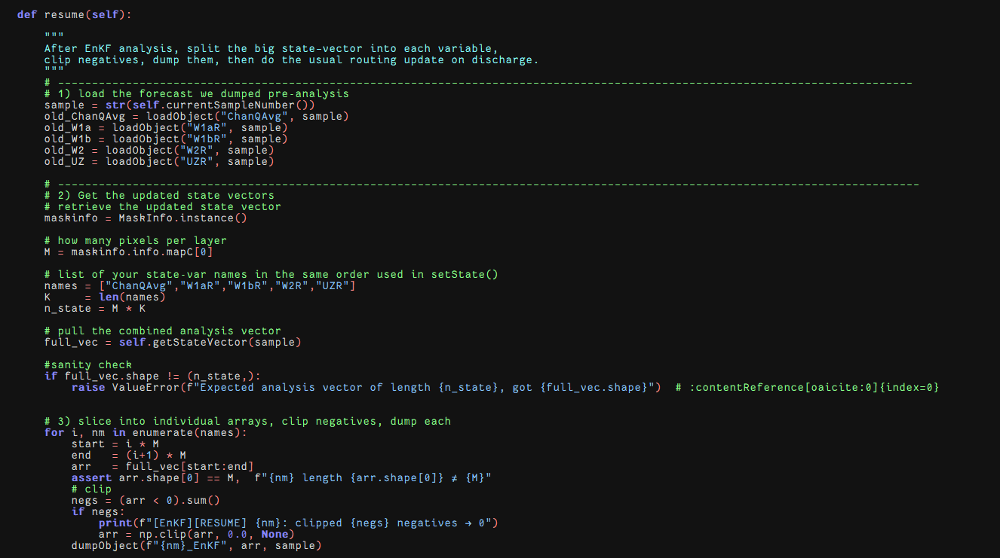 def resume(self):
"""
After EnKF analysis, split the big state-vector into each variable,
clip negatives, dump them, then do the usual routing update on discharge.
"""
# ------------------------------------------------------------------------------------------------------------------------------
# 1) load the forecast we dumped pre-analysis
sample = str(self.currentSampleNumber())
old_ChanQAvg = loadObject("ChanQAvg", sample)
old_W1a = loadObject("W1aR", sample)
old_W1b = loadObject("W1bR", sample)
old_W2 = loadObject("W2R", sample)
old_UZ = loadObject("UZR", sample)
# -------------------------------------------------------------------------------------------------------------------------------
# 2) Get the updated state vectors
# retrieve the updated state vector
maskinfo = MaskInfo.instance()
# how many pixels per layer
M = maskinfo.info.mapC[0]
# list of your state-var names in the same order used in setState()
names = ["ChanQAvg","W1aR","W1bR","W2R","UZR"]
K     = len(names)
n_state = M * K
# pull the combined analysis vector
full_vec = self.getStateVector(sample)
#sanity check
if full_vec.shape != (n_state,):
raise ValueError(f"Expected analysis vector of length {n_state}, got {full_vec.shape}")  # :contentReference[oaicite:0]{index=0}
# 3) slice into individual arrays, clip negatives, dump each
for i, nm in enumerate(names):
start = i * M
end   = (i+1) * M
arr   = full_vec[start:end]
assert arr.shape[0] == M,  f"{nm} length {arr.shape[0]} ≠ {M}"
# clip
negs = (arr < 0).sum()
if negs:
print(f"[EnKF][RESUME] {nm}: clipped {negs} negatives → 0")
arr = np.clip(arr, 0.0, None)
dumpObject(f"{nm}_EnKF", arr, sample)